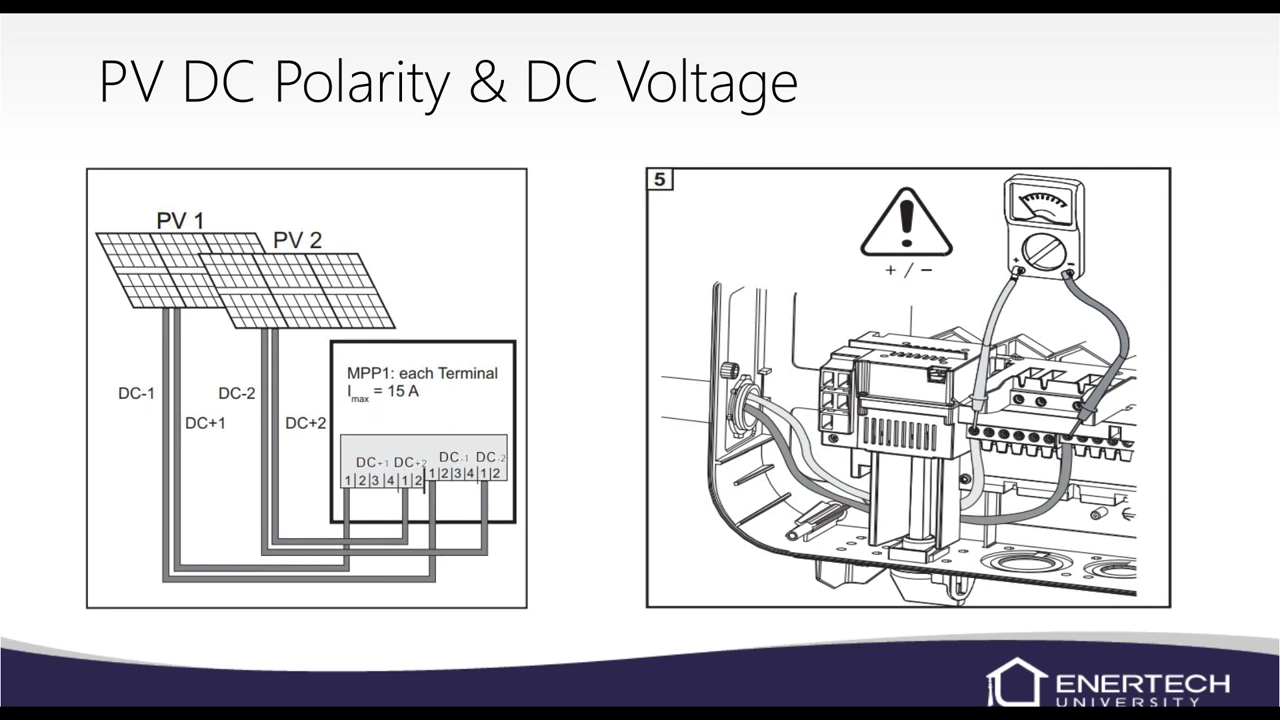 PV DC Polarity & DC Voltage
PV 1
PV 2
MPP1: each Terminal
Imax = 15 A
DC-1
DC-2
DC+1
DC+2
DC+1 DC+2 DC-1 DC-2
1|2|3|4|1|2 1|2|3|4|1|2
5
+ / −
+ −
ENERTECH
UNIVERSITY